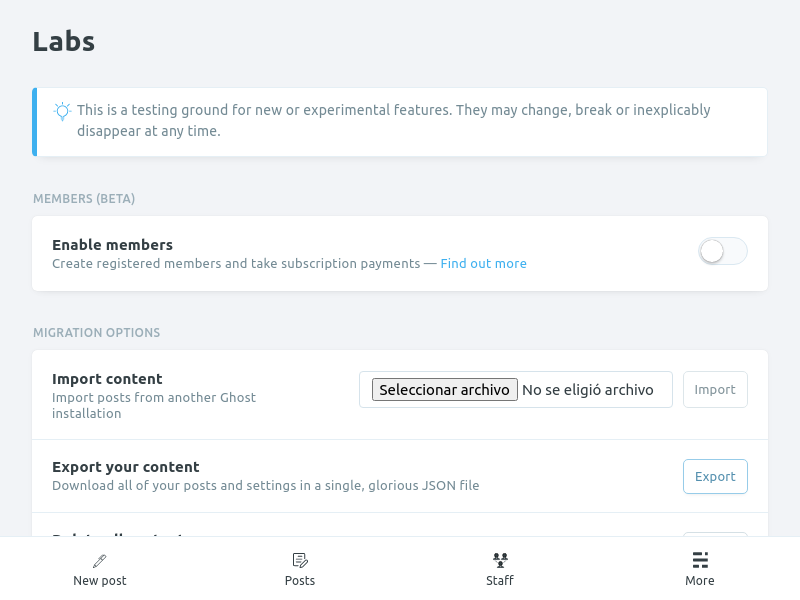 Labs
This is a testing ground for new or experimental features. They may change, break or inexplicably
disappear at any time.
MEMBERS (BETA)
Enable members
Create registered members and take subscription payments — Find out more
MIGRATION OPTIONS
Import content
Import posts from another Ghost
installation
Seleccionar archivo No se eligió archivo
Import
Export your content
Download all of your posts and settings in a single, glorious JSON file
Export
New post
Posts
Staff
More